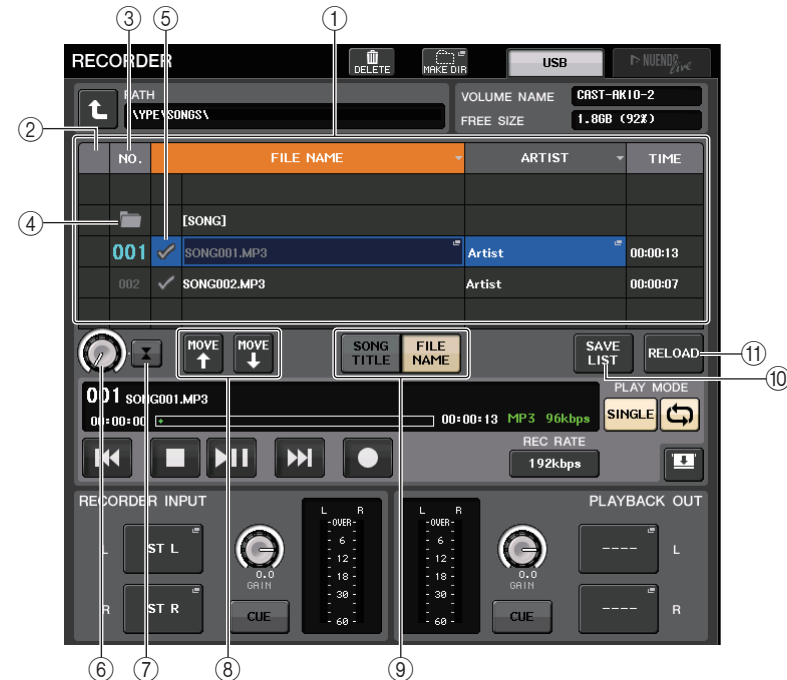 ③ ⑤ ①
RECORDER DELETE MAKE DIR USB NUENDO Live
PATH VOLUME NAME CAST-AKIO-2
\YPE\SONGS\ FREE SIZE 1.8GB (92%)
②
NO. FILE NAME ARTIST TIME
④ [SONG]
001 SONG001.MP3 Artist 00:00:13
002 SONG002.MP3 Artist 00:00:07
MOVE MOVE SONG TITLE FILE NAME SAVE LIST RELOAD ⑪
⑩
001 SONG001.MP3 PLAY MODE
00:00:00 00:00:13 MP3 96kbps SINGLE
REC RATE
192kbps
RECORDER INPUT L R L R PLAYBACK OUT
-OVER- -OVER-
L ST L 6 6 ---- L
12 12
0.0 18 18 0.0
GAIN 30 30 GAIN
R ST R CUE 60 60 CUE ---- R
⑥ ⑦ ⑧ ⑨